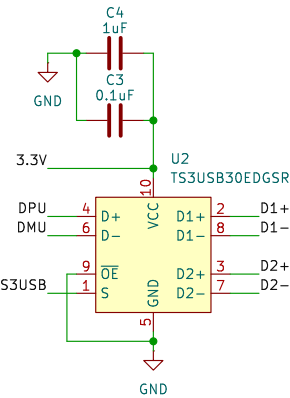 C4
1uF
C3
0.1uF
GND
3.3V
U2
TS3USB30EDGSR
10
VCC
DPU 4 D+ D1+ 2 D1+
DMU 6 D- D1- 8 D1-
9 OE D2+ 3 D2+
S3USB 1 S D2- 7 D2-
GND
5
GND